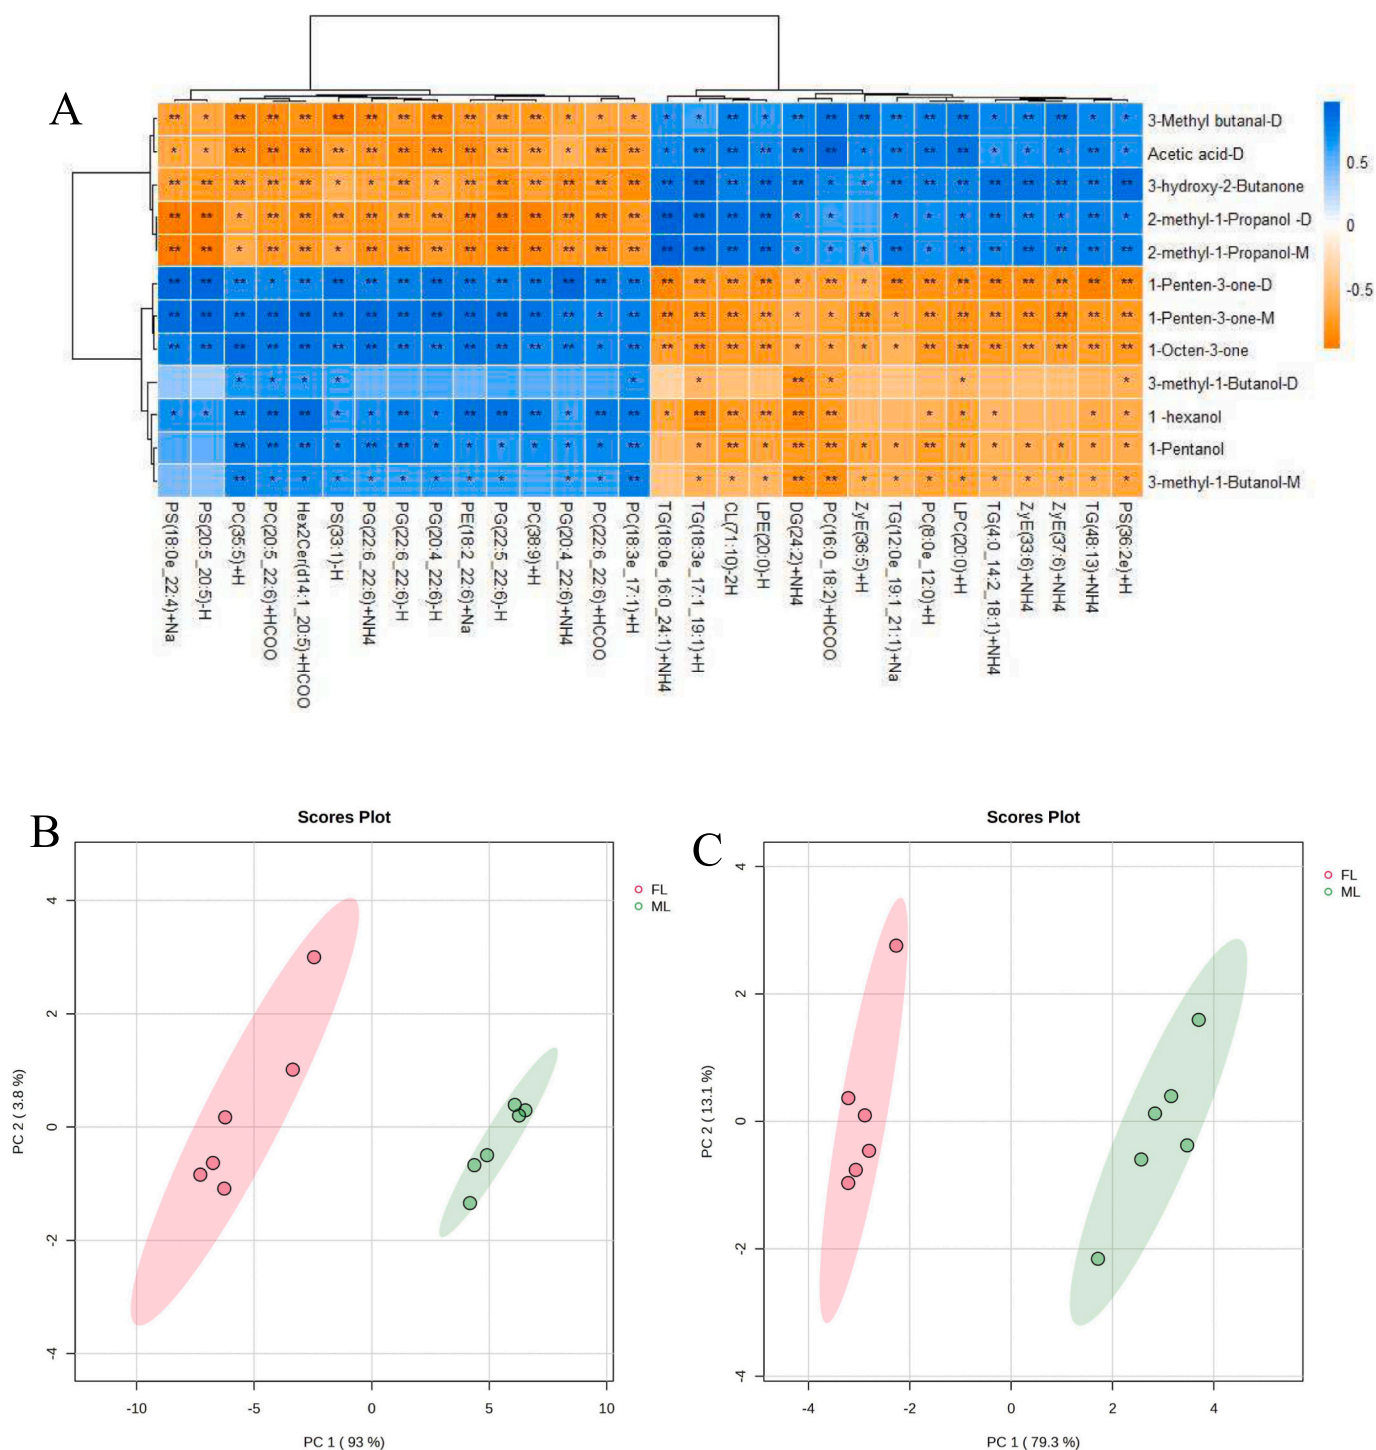 A
3-Methyl butanal-D
Acetic acid-D
3-hydroxy-2-Butanone
2-methyl-1-Propanol -D
2-methyl-1-Propanol-M
1-Penten-3-one-D
1-Penten-3-one-M
1-Octen-3-one
3-methyl-1-Butanol-D
1 -hexanol
1-Pentanol
3-methyl-1-Butanol-M
0.5
0
-0.5
PS(18:0e_22:4)+Na
PS(20:5_20:5)-H
PC(35:5)+H
PC(20:5_22:6)+HCOO
Hex2Cer(d14:1_20:5)+HCOO
PS(33:1)-H
PG(22:6_22:6)+NH4
PG(22:6_22:6)-H
PG(20:4_22:6)-H
PE(18:2_22:6)+Na
PG(22:5_22:6)-H
PC(38:9)+H
PG(20:4_22:6)+NH4
PC(22:6_22:6)+HCOO
PC(18:3e_17:1)+H
TG(18:0e_16:0_24:1)+NH4
TG(18:3e_17:1_19:1)+H
CL(71:10)-2H
LPE(20:0)-H
DG(24:2)+NH4
PC(16:0_18:2)+HCOO
ZyE(36:5)+H
TG(12:0e_19:1_21:1)+Na
PC(8:0e_12:0)+H
LPC(20:0)+H
TG(4:0_14:2_18:1)+NH4
ZyE(33:6)+NH4
ZyE(37:6)+NH4
TG(48:13)+NH4
PS(36:2e)+H
B
Scores Plot
FL
ML
4
2
0
-2
-4
PC 2 ( 3.8 %)
-10 -5 0 5 10
PC 1 ( 93 %)
C
Scores Plot
FL
ML
4
2
0
-2
-4
PC 2 ( 13.1 %)
-4 -2 0 2 4
PC 1 ( 79.3 %)